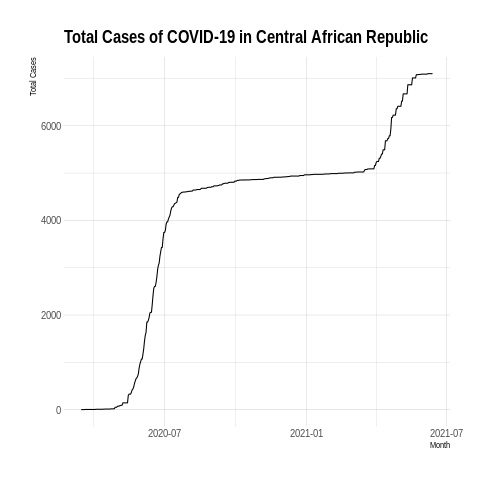 Total Cases of COVID-19 in Central African Republic
Total Cases
6000
4000
2000
0
2020-07
2021-01
2021-07
Month